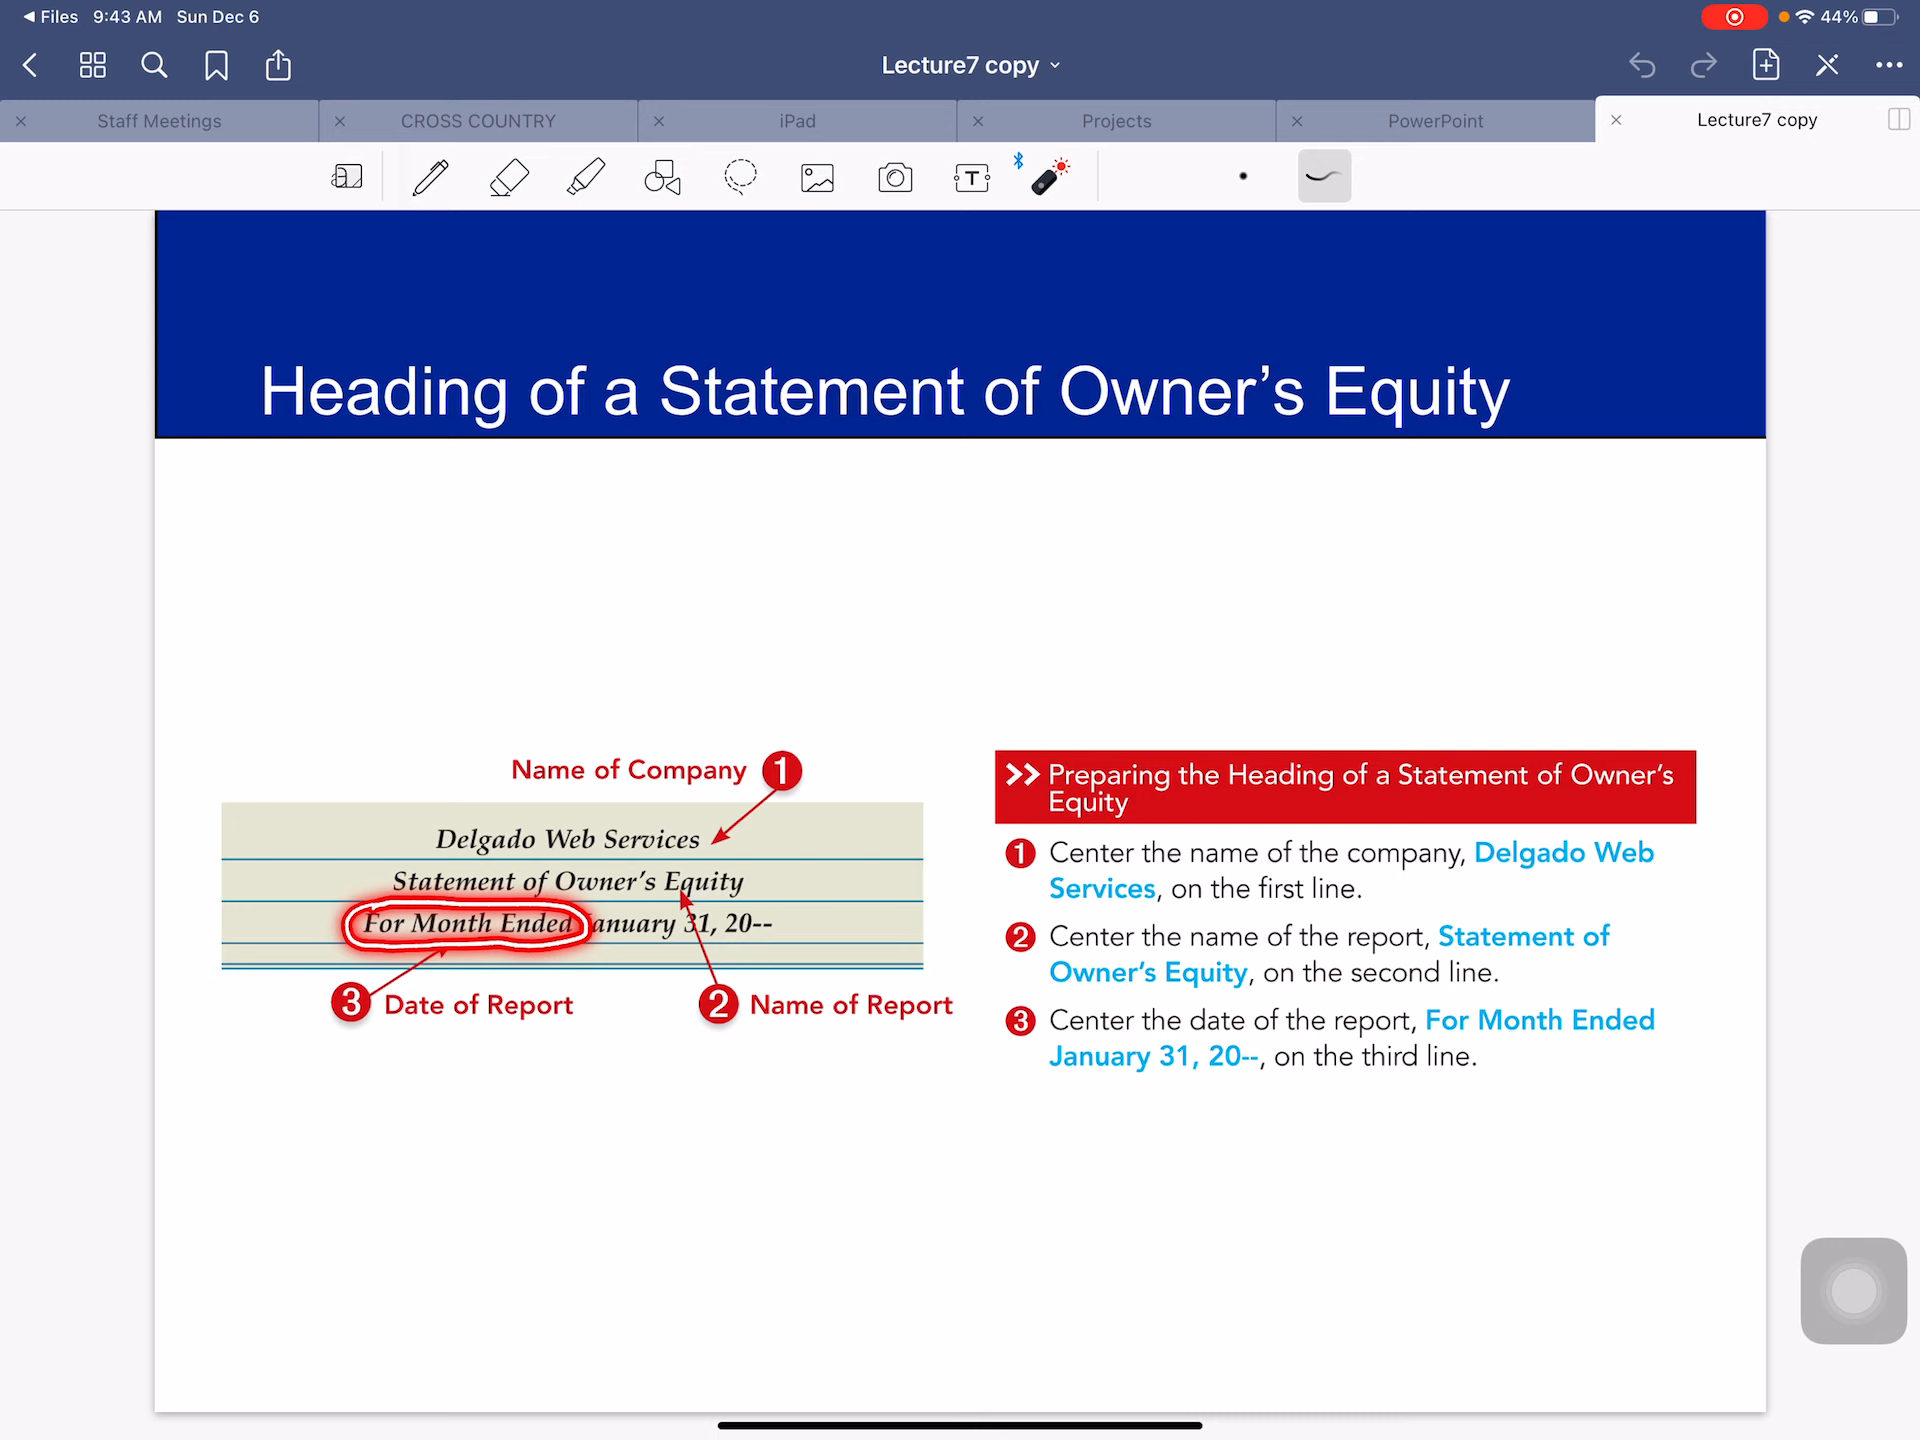 Files 9:43 AM Sun Dec 6 44%
Lecture7 copy
Staff Meetings CROSS COUNTRY iPad Projects PowerPoint Lecture7 copy
Heading of a Statement of Owner's Equity
Name of Company 1
Delgado Web Services
Statement of Owner's Equity
For Month Ended January 31, 20--
3 Date of Report 2 Name of Report
>> Preparing the Heading of a Statement of Owner's
Equity
1 Center the name of the company, Delgado Web
Services, on the first line.
2 Center the name of the report, Statement of
Owner's Equity, on the second line.
3 Center the date of the report, For Month Ended
January 31, 20--, on the third line.